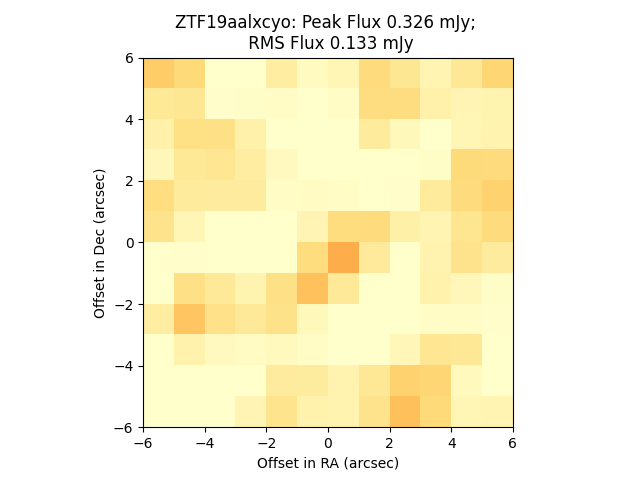 ZTF19aalxcyo: Peak Flux 0.326 mJy;
RMS Flux 0.133 mJy
6
4
2
0
−2
−4
−6
Offset in Dec (arcsec)
−6 −4 −2 0 2 4 6
Offset in RA (arcsec)